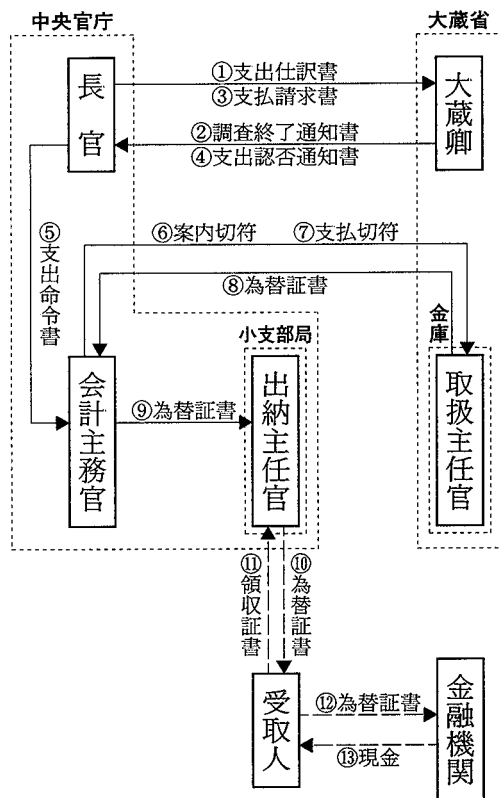 中央官庁
大蔵省
長官
①支出仕訳書
③支払請求書
大蔵卿
②調査終了通知書
④支出認否通知書
⑤支出命令書
⑥案内切符
⑦支払切符
⑧為替証書
小支部局
金庫
会計主務官
⑨為替証書
出納主任官
取扱主任官
⑪領収証書
⑩為替証書
受取人
⑫為替証書
⑬現金
金融機関